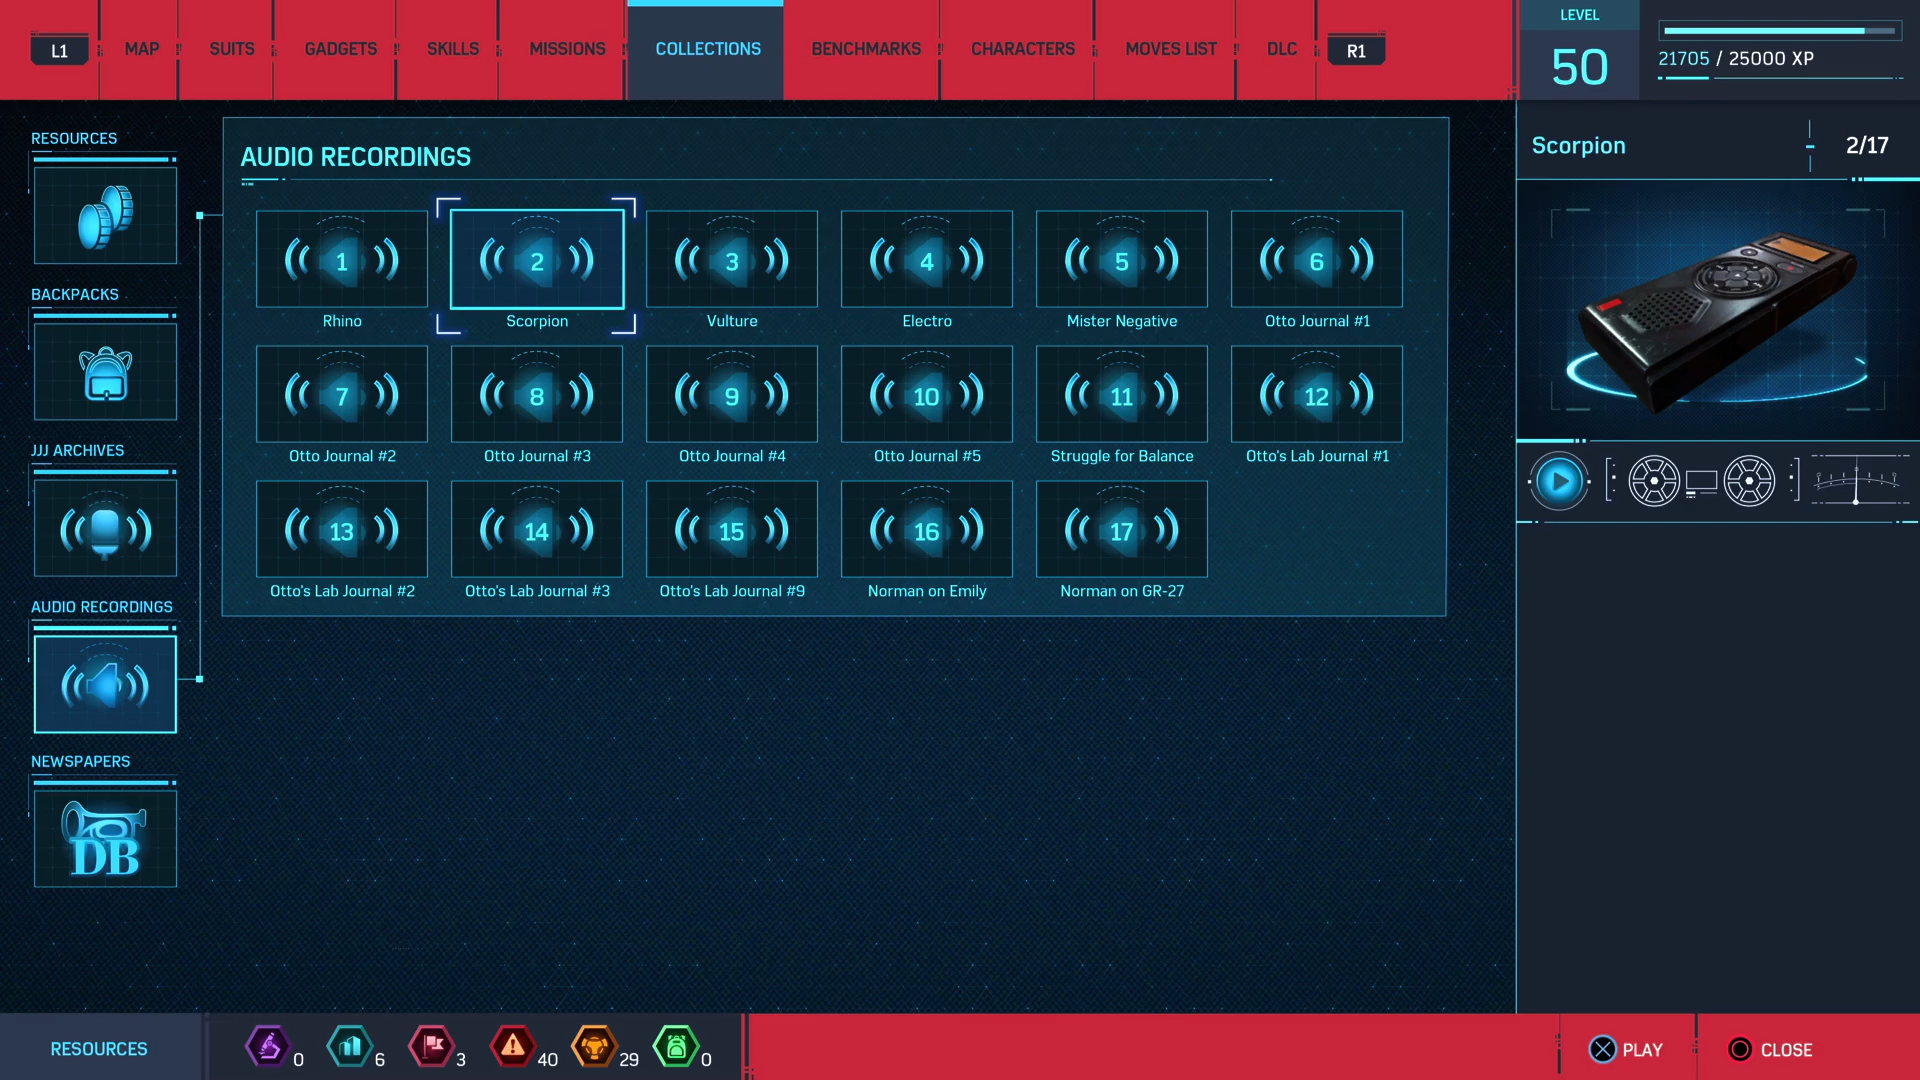 L1
MAP
SUITS
GADGETS
SKILLS
MISSIONS
COLLECTIONS
BENCHMARKS
CHARACTERS
MOVES LIST
DLC
R1
LEVEL
50
21705 / 25000 XP
RESOURCES
BACKPACKS
JJJ ARCHIVES
AUDIO RECORDINGS
NEWSPAPERS
DB
AUDIO RECORDINGS
1
Rhino
2
Scorpion
3
Vulture
4
Electro
5
Mister Negative
6
Otto Journal #1
7
Otto Journal #2
8
Otto Journal #3
9
Otto Journal #4
10
Otto Journal #5
11
Struggle for Balance
12
Otto's Lab Journal #1
13
Otto's Lab Journal #2
14
Otto's Lab Journal #3
15
Otto's Lab Journal #9
16
Norman on Emily
17
Norman on GR-27
Scorpion
2/17
RESOURCES
0
6
3
40
29
0
PLAY
CLOSE